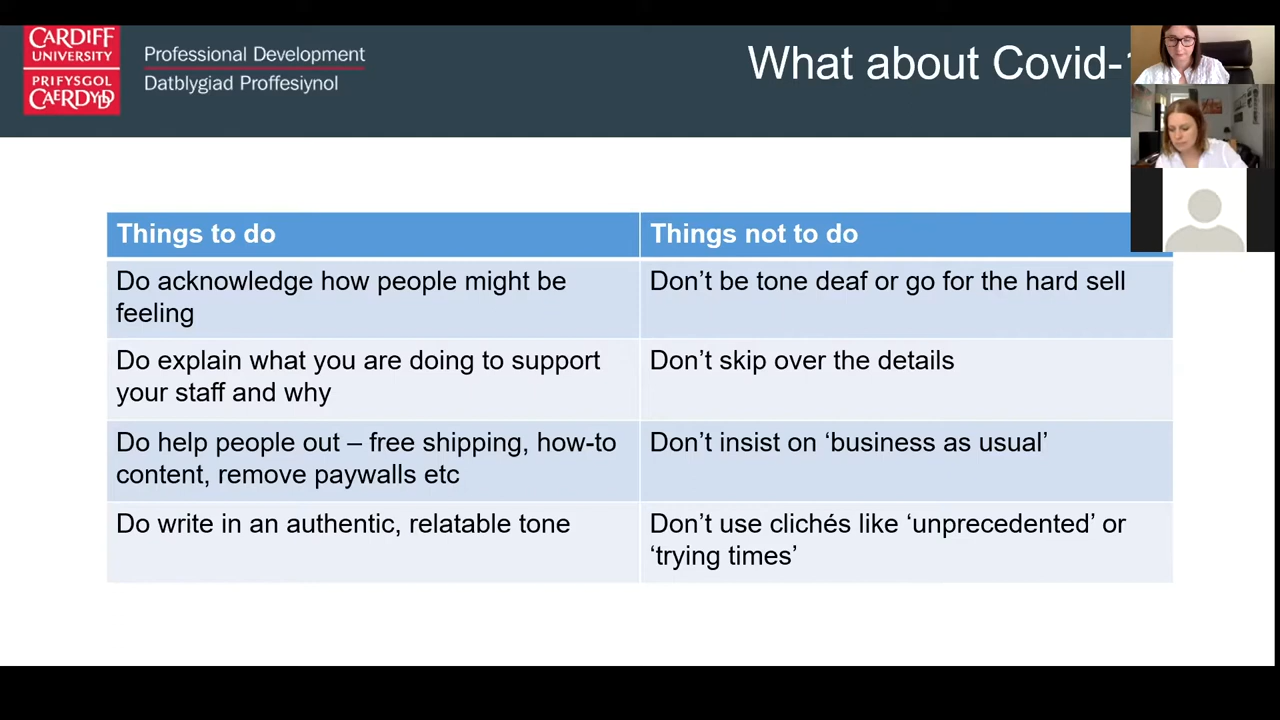 CARDIFF
UNIVERSITY
PRIFYSGOL
CAERDYDD
Professional Development
Datblygiad Proffesiynol
What about Covid-
Things to do
Things not to do
Do acknowledge how people might be
feeling
Don’t be tone deaf or go for the hard sell
Do explain what you are doing to support
your staff and why
Don’t skip over the details
Do help people out – free shipping, how-to
content, remove paywalls etc
Don’t insist on ‘business as usual’
Do write in an authentic, relatable tone
Don’t use clichés like ‘unprecedented’ or
‘trying times’